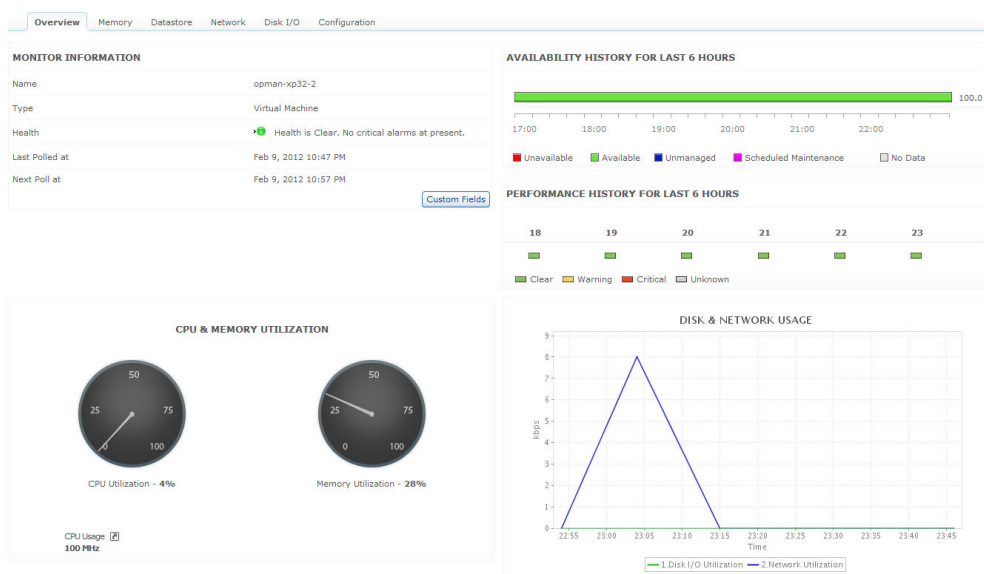 Overview Memory Datastore Network Disk I/O Configuration
MONITOR INFORMATION
Name opman-xp32-2
Type Virtual Machine
Health Health is Clear. No critical alarms at present.
Last Polled at Feb 9, 2012 10:47 PM
Next Poll at Feb 9, 2012 10:57 PM
Custom Fields
AVAILABILITY HISTORY FOR LAST 6 HOURS
100.0
17:00 18:00 19:00 20:00 21:00 22:00
Unavailable Available Unmanaged Scheduled Maintenance No Data
PERFORMANCE HISTORY FOR LAST 6 HOURS
18 19 20 21 22 23
Clear Warning Critical Unknown
CPU & MEMORY UTILIZATION
50
25 75
0 100
CPU Utilization - 4%
50
25 75
0 100
Memory Utilization - 28%
CPU Usage
100 MHz
DISK & NETWORK USAGE
9
8
7
6
5
4
3
2
1
0
kbps
22:55 23:00 23:05 23:10 23:15 23:20 23:25 23:30 23:35 23:40 23:45
Time
1.Disk I/O Utilization 2.Network Utilization